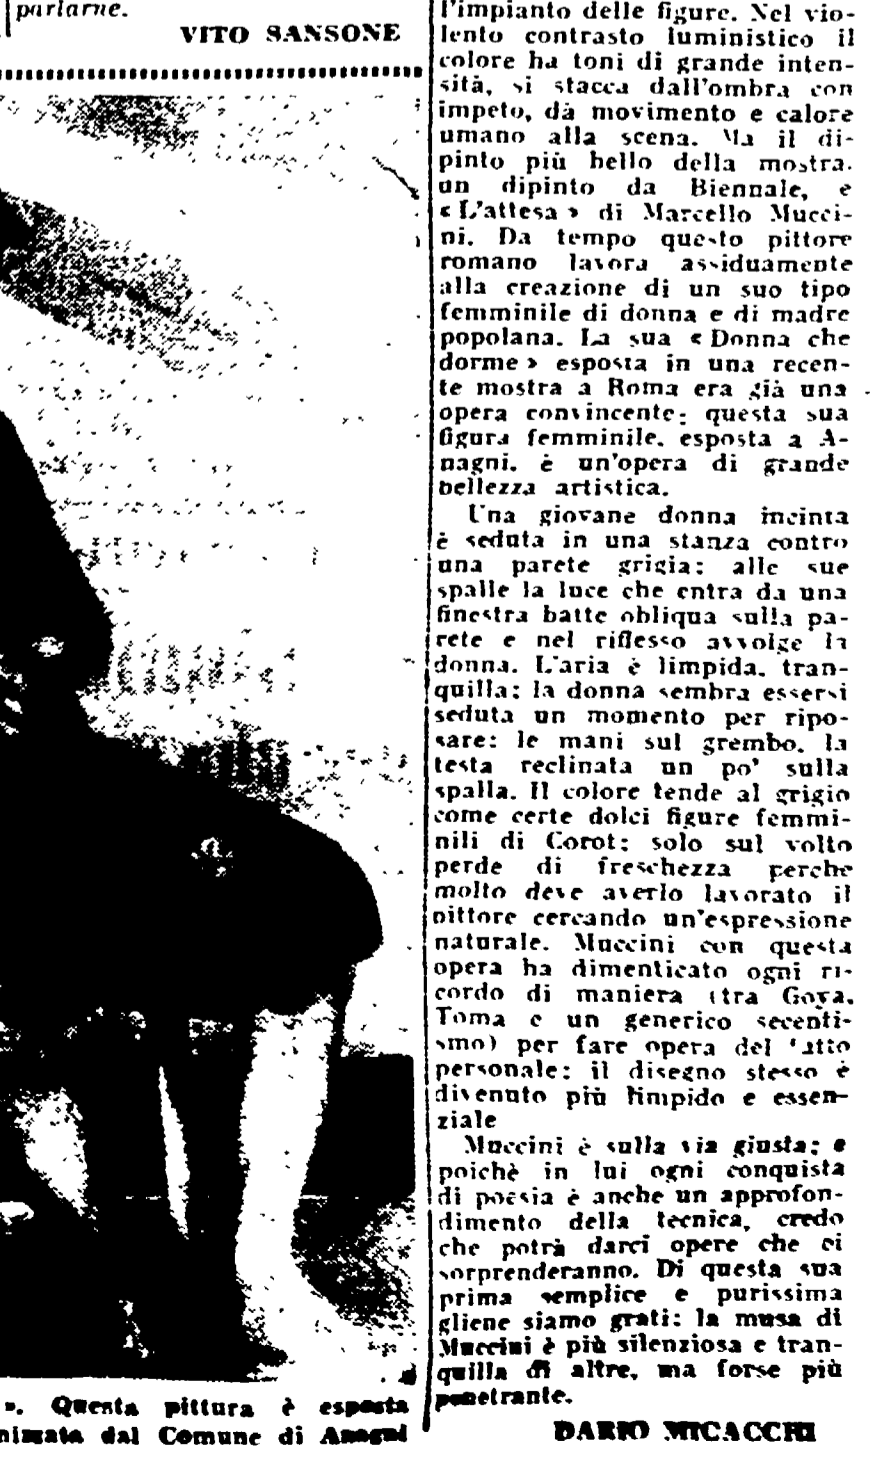 parlarne.
VITO SANSONE
». Questa pittura è esposta
dal Comune di Anagni
l'impianto delle figure. Nel vio-
lento contrasto luministico il
colore ha toni di grande inten-
sità, si stacca dall'ombra con
impeto, dà movimento e calore
umano alla scena. Ma il di-
pinto più bello della mostra,
un dipinto da Biennale, e
« L'attesa » di Marcello Mucci-
ni. Da tempo questo pittore
romano lavora assiduamente
alla creazione di un suo tipo
femminile di donna e di madre
popolana. La sua « Donna che
dorme » esposta in una recen-
te mostra a Roma era già una
opera convincente; questa sua
figura femminile, esposta a A-
nagni, è un'opera di grande
bellezza artistica.
Una giovane donna incinta
è seduta in una stanza contro
una parete grigia; alle sue
spalle la luce che entra da una
finestra batte obliqua sulla pa-
rete e nel riflesso avvolge la
donna. L'aria è limpida, tran-
quilla; la donna sembra essersi
seduta un momento per ripo-
sare: le mani sul grembo, la
testa reclinata un po' sulla
spalla. Il colore tende al grigio
come certe dolci figure femmi-
nili di Corot; solo sul volto
perde di freschezza perchè
molto deve averlo lavorato il
pittore cercando un'espressione
naturale. Muccini con questa
opera ha dimenticato ogni ri-
cordo di maniera (tra Goya,
Toma e un generico secenti-
smo) per fare opera del tutto
personale; il disegno stesso è
divenuto più limpido e essen-
ziale
Muccini è sulla via giusta; e
poichè in lui ogni conquista
di poesia è anche un approfon-
dimento della tecnica, credo
che potrà darci opere che ci
sorprenderanno. Di questa sua
prima semplice e purissima
gliene siamo grati: la musa di
Muccini è più silenziosa e tran-
quilla di altre, ma forse più
penetrante.
DARIO MICACCHI